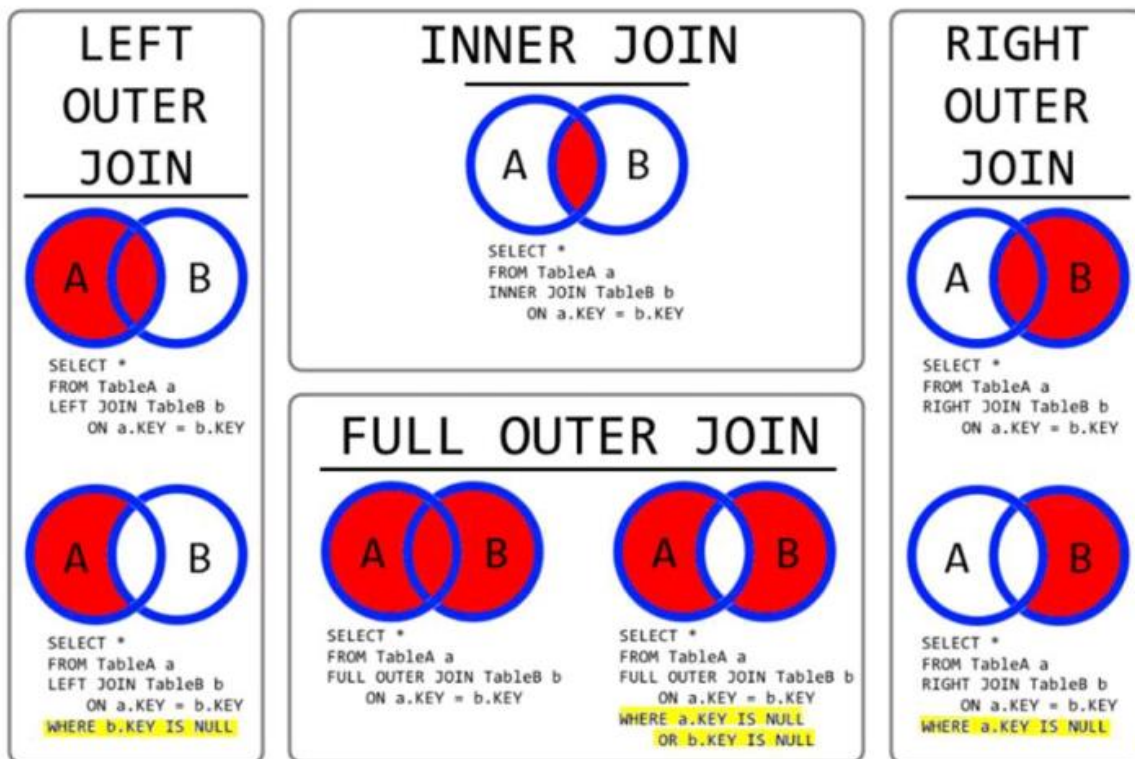 LEFT
OUTER
JOIN
A
B
SELECT *
FROM TableA a
LEFT JOIN TableB b
ON a.KEY = b.KEY
A
B
SELECT *
FROM TableA a
LEFT JOIN TableB b
ON a.KEY = b.KEY
WHERE b.KEY IS NULL
INNER JOIN
A
B
SELECT *
FROM TableA a
INNER JOIN TableB b
ON a.KEY = b.KEY
FULL OUTER JOIN
A
B
SELECT *
FROM TableA a
FULL OUTER JOIN TableB b
ON a.KEY = b.KEY
A
B
SELECT *
FROM TableA a
FULL OUTER JOIN TableB b
ON a.KEY = b.KEY
WHERE a.KEY IS NULL
OR b.KEY IS NULL
RIGHT
OUTER
JOIN
A
B
SELECT *
FROM TableA a
RIGHT JOIN TableB b
ON a.KEY = b.KEY
A
B
SELECT *
FROM TableA a
RIGHT JOIN TableB b
ON a.KEY = b.KEY
WHERE a.KEY IS NULL